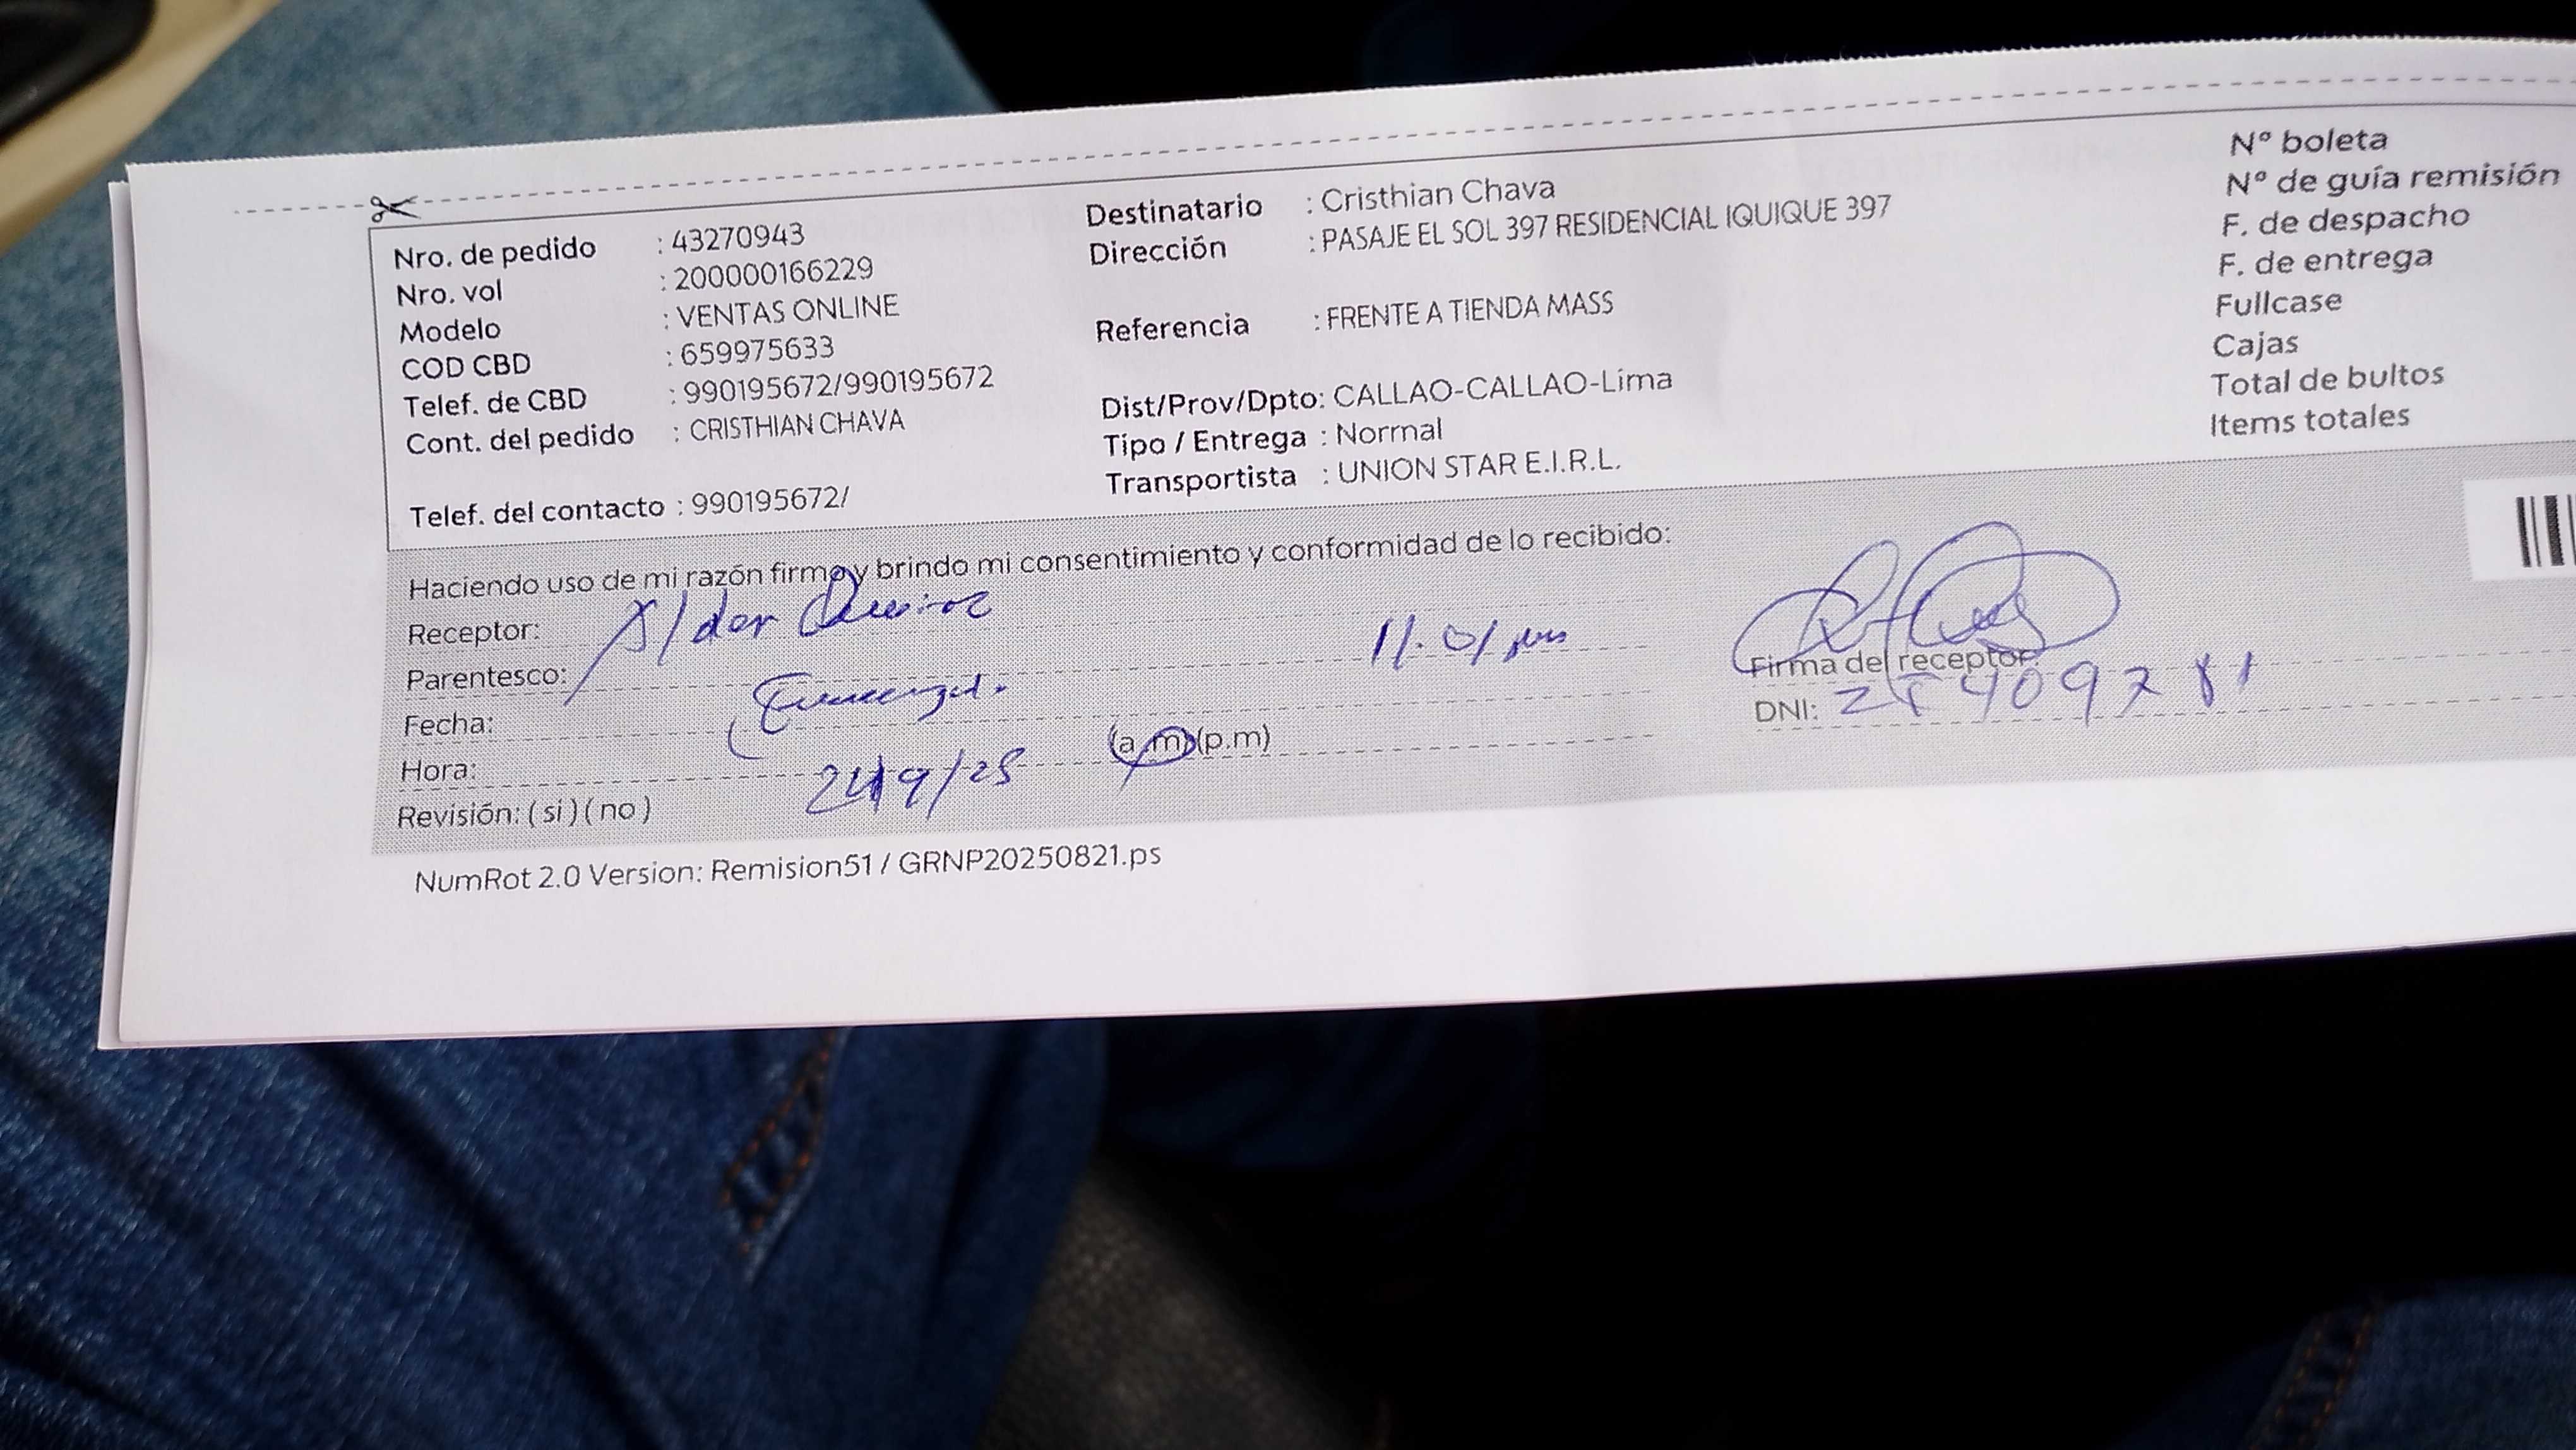 Nro. de pedido : 43270943
Nro. vol : 200000166229
Modelo : VENTAS ONLINE
COD CBD : 659975633
Telef. de CBD : 990195672/990195672
Cont. del pedido : CRISTHIAN CHAVA
Telef. del contacto : 990195672/
Destinatario : Cristhian Chava
Dirección : PASAJE EL SOL 397 RESIDENCIAL IQUIQUE 397
Referencia : FRENTE A TIENDA MASS
Dist/Prov/Dpto: CALLAO-CALLAO-Lima
Tipo / Entrega : Normal
Transportista : UNION STAR E.I.R.L.
N° boleta
N° de guía remisión
F. de despacho
F. de entrega
Fullcase
Cajas
Total de bultos
Items totales
Haciendo uso de mi razón firmo y brindo mi consentimiento y conformidad de lo recibido:
Receptor:
Parentesco:
Fecha:
Hora: 24/9/25 (a.m)(p.m)
Revisión: ( si ) ( no )
11.01
Firma del receptor:
DNI:
NumRot 2.0 Version: Remision51 / GRNP20250821.ps